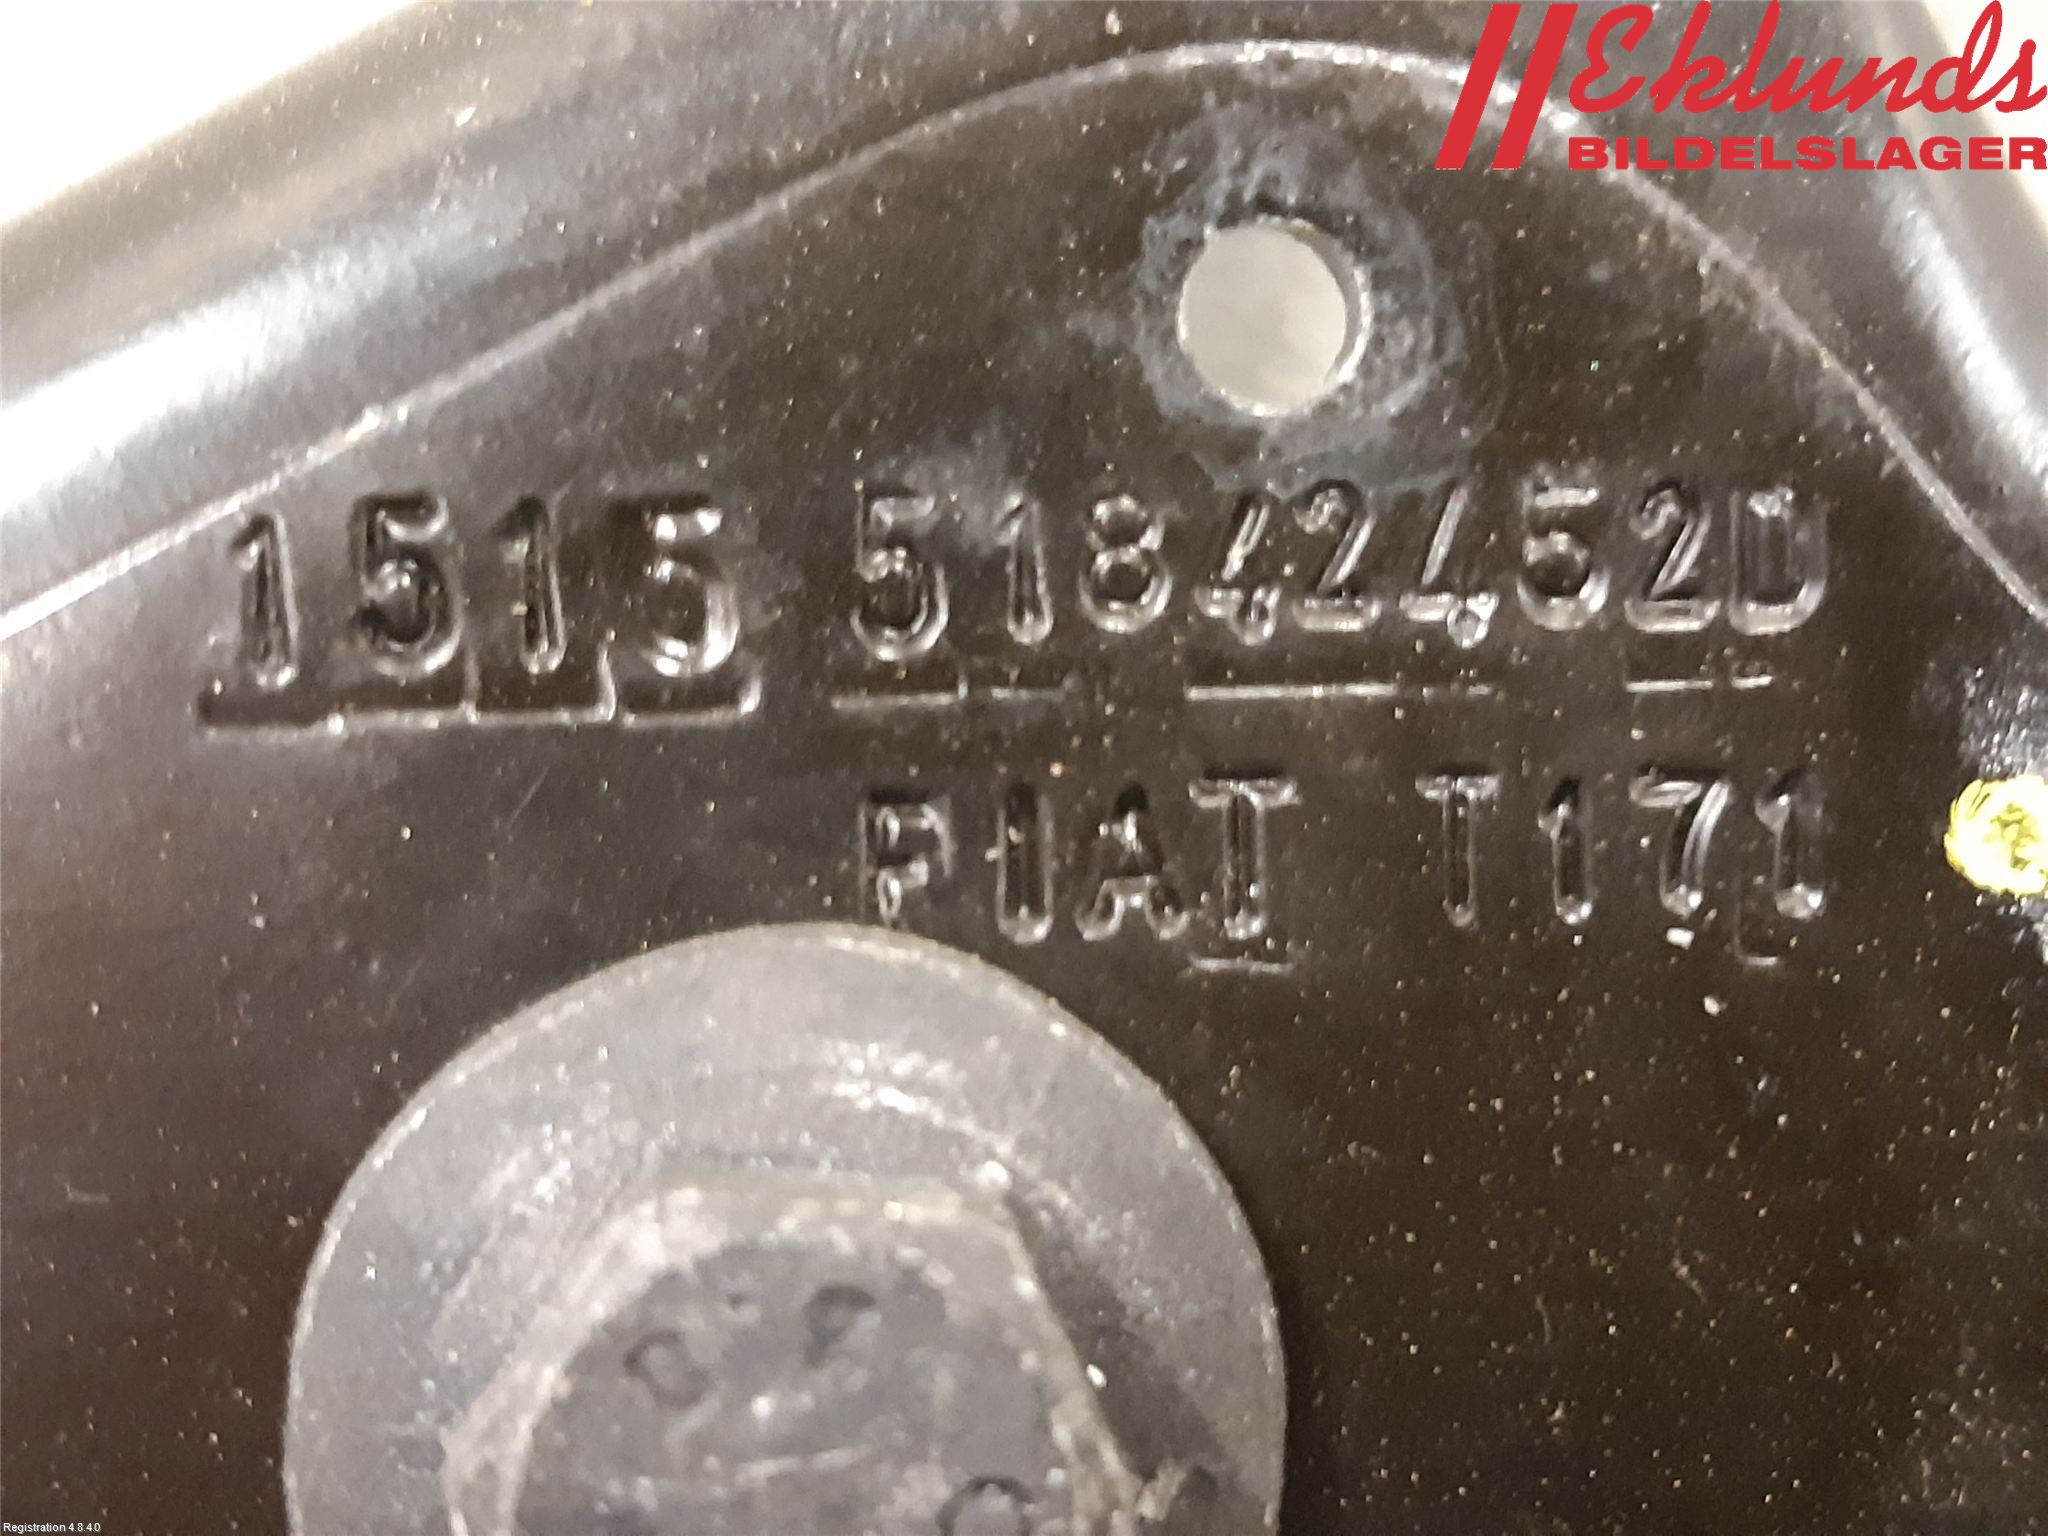 Eklunds
BILDELSLAGER
1515 51842452D
FIAT T171
Registration 4.8.4.0